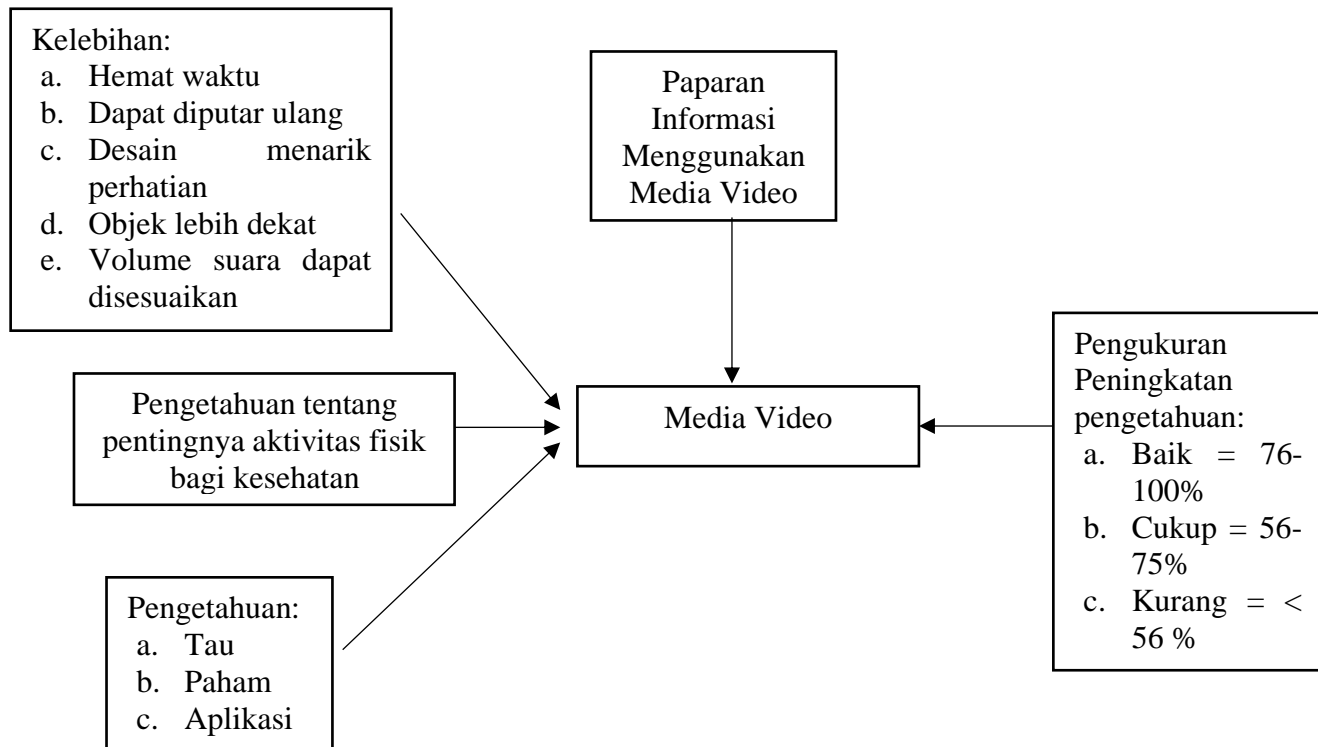 Kelebihan:
a. Hemat waktu
b. Dapat diputar ulang
c. Desain menarik
perhatian
d. Objek lebih dekat
e. Volume suara dapat
disesuaikan
Paparan
Informasi
Menggunakan
Media Video
Pengetahuan tentang
pentingnya aktivitas fisik
bagi kesehatan
Media Video
Pengukuran
Peningkatan
pengetahuan:
a. Baik = 76-
100%
b. Cukup = 56-
75%
c. Kurang = <
56 %
Pengetahuan:
a. Tau
b. Paham
c. Aplikasi